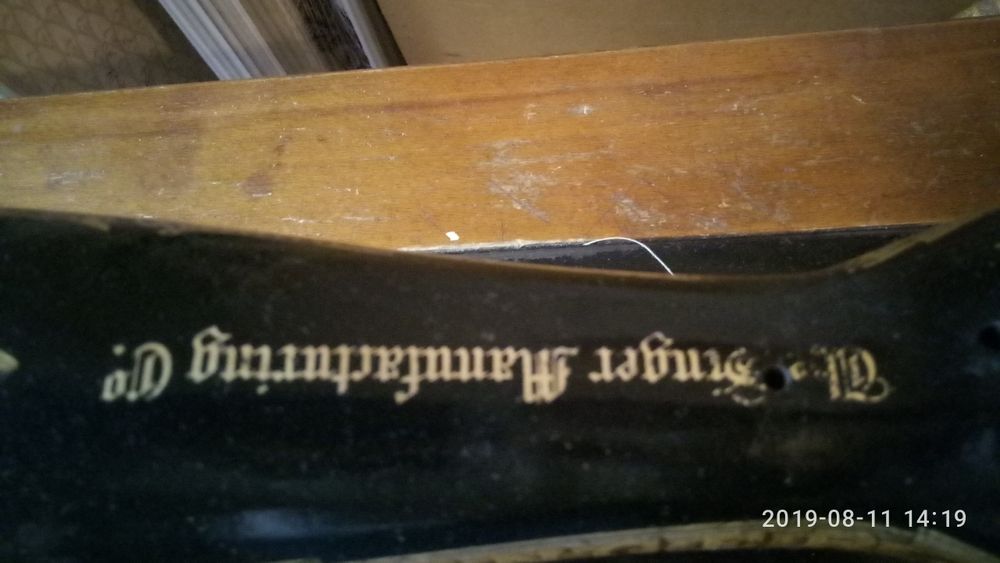 The Singer Manufacturing Co.
2019-08-11 14:19